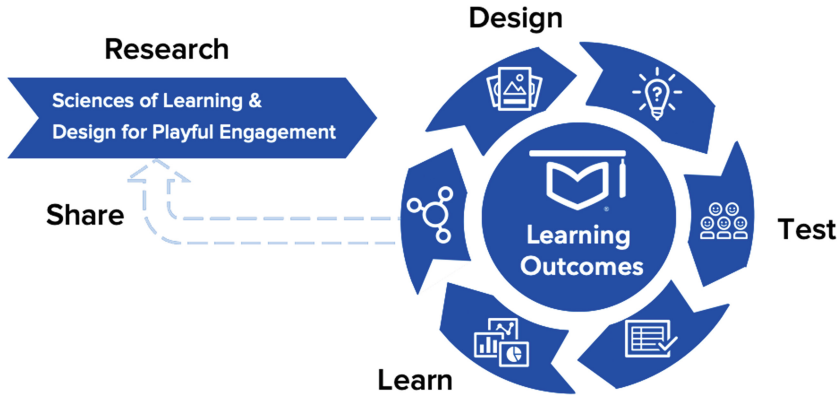 Design
Research
Sciences of Learning &
Design for Playful Engagement
?
Share
Learning
Outcomes
®
Test
Learn